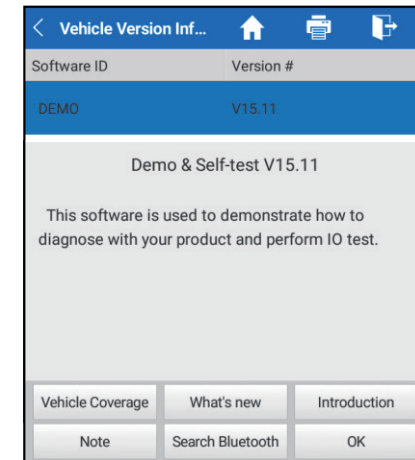 Vehicle Version Inf...
Software ID Version #
DEMO V15.11
Demo & Self-test V15.11
This software is used to demonstrate how to
diagnose with your product and perform IO test.
Vehicle Coverage What's new Introduction
Note Search Bluetooth OK